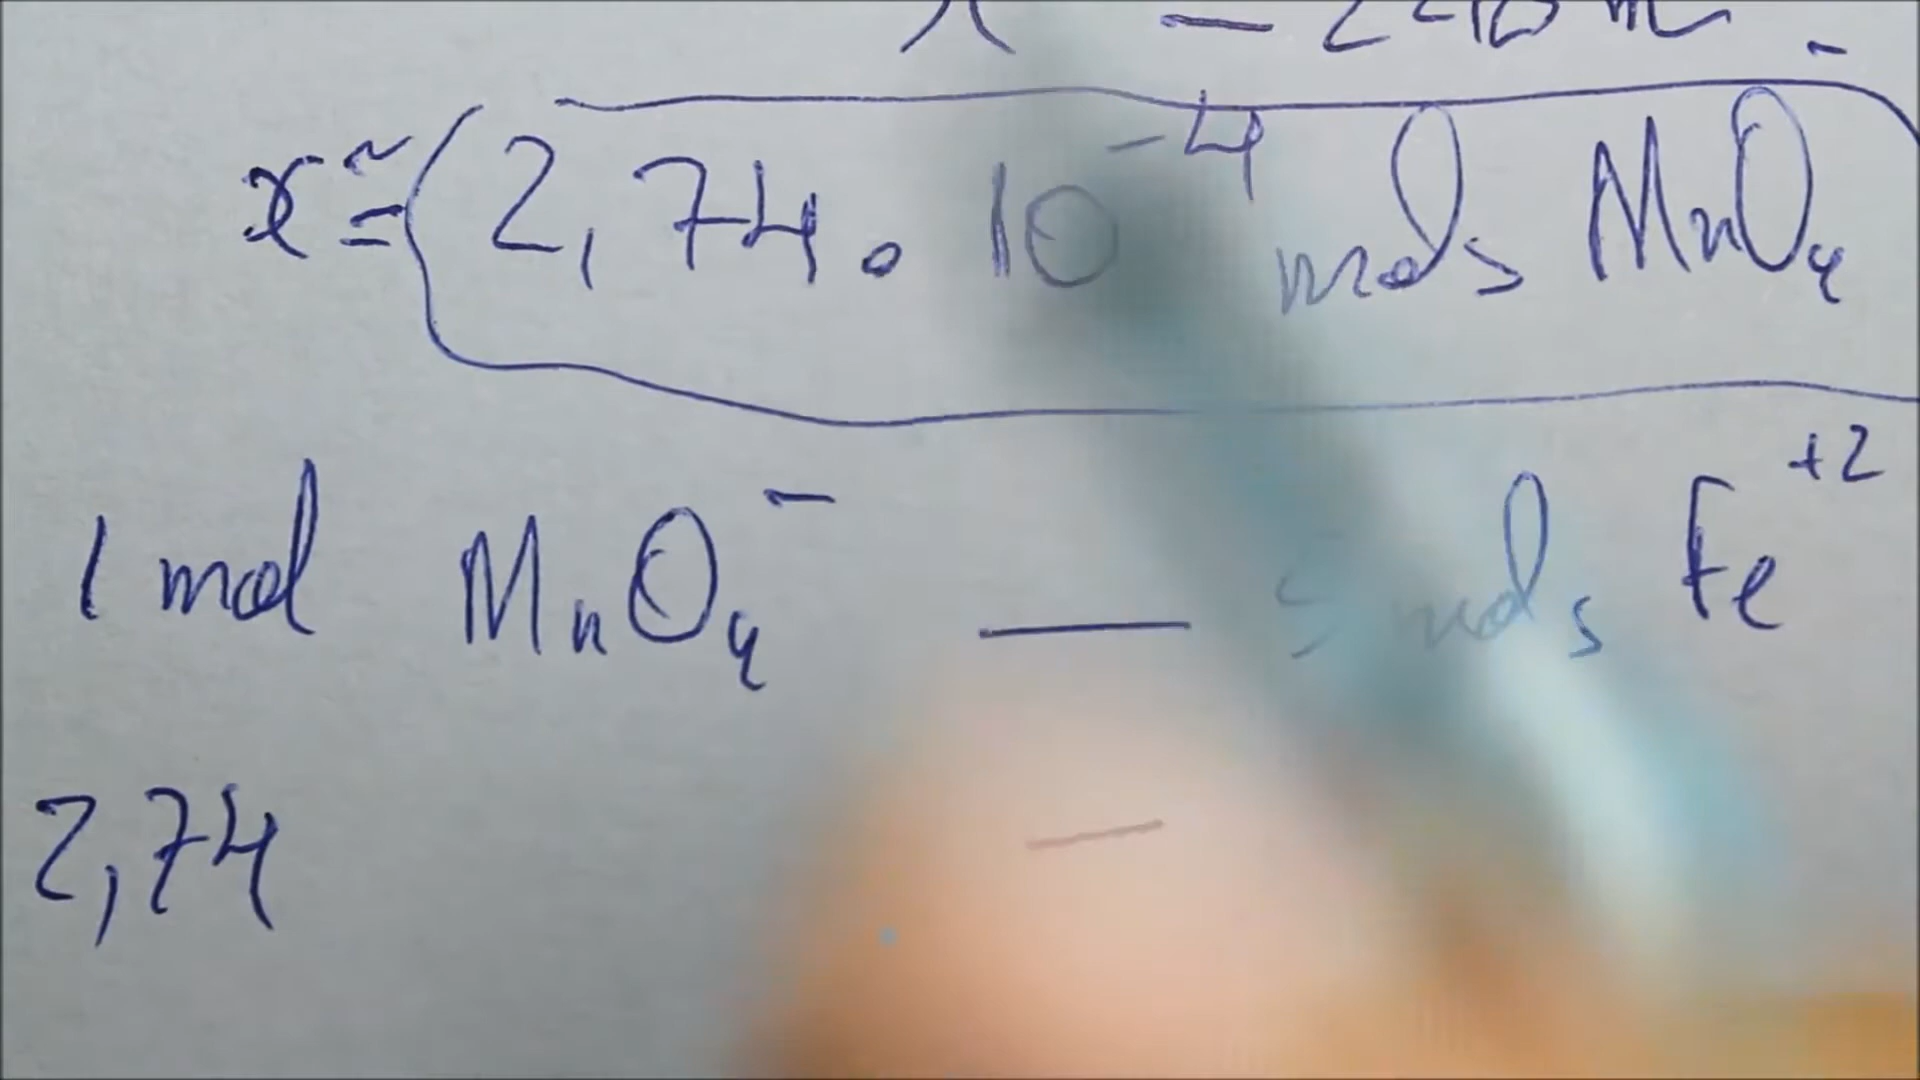 x ≅ 2,74 . 10⁻⁴ mols MnO₄
1 mol MnO₄⁻ — 5 mols Fe⁺²
2,74 —